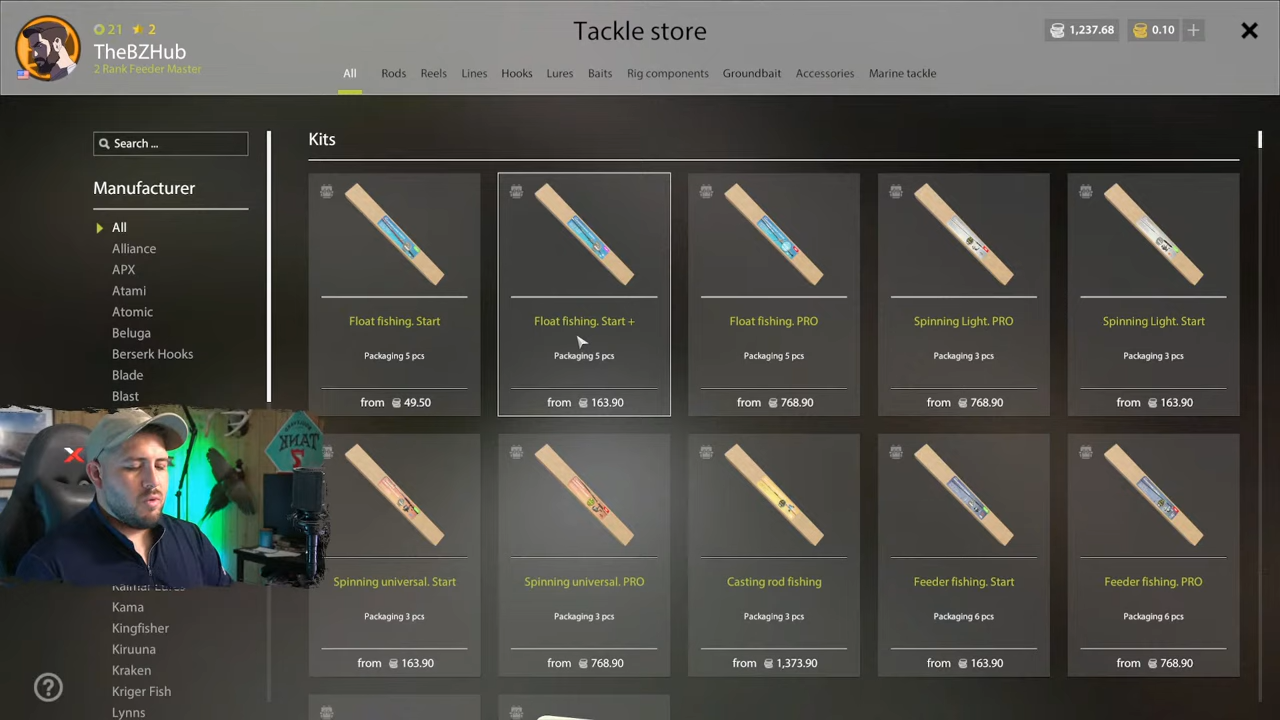 21 2
TheBZHub
2 Rank Feeder Master
Tackle store
1,237.68 0.10 +
All Rods Reels Lines Hooks Lures Baits Rig components Groundbait Accessories Marine tackle
Search ...
Manufacturer
All
Alliance
APX
Atami
Atomic
Beluga
Berserk Hooks
Blade
Blast
Kama
Kingfisher
Kiruuna
Kraken
Kriger Fish
Lynns
Kits
Float fishing. Start
Packaging 5 pcs
from 49.50
Float fishing. Start +
Packaging 5 pcs
from 163.90
Float fishing. PRO
Packaging 5 pcs
from 768.90
Spinning Light. PRO
Packaging 3 pcs
from 768.90
Spinning Light. Start
Packaging 3 pcs
from 163.90
Spinning universal. Start
Packaging 3 pcs
from 163.90
Spinning universal. PRO
Packaging 3 pcs
from 768.90
Casting rod fishing
Packaging 3 pcs
from 1,373.90
Feeder fishing. Start
Packaging 6 pcs
from 163.90
Feeder fishing. PRO
Packaging 6 pcs
from 768.90
TANK
2
X
?